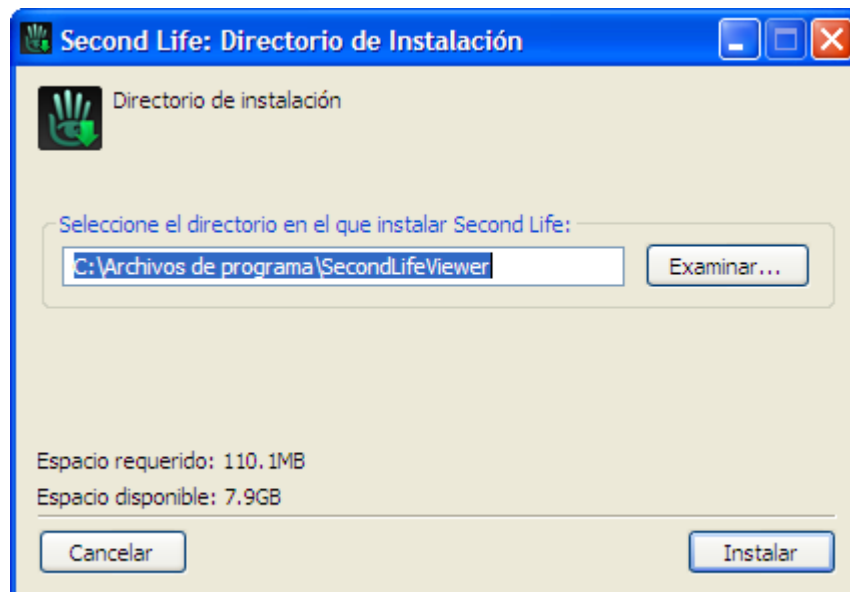 Second Life: Directorio de Instalación
Directorio de instalación
Seleccione el directorio en el que instalar Second Life:
C:\Archivos de programa\SecondLifeViewer
Examinar...
Espacio requerido: 110.1MB
Espacio disponible: 7.9GB
Cancelar
Instalar